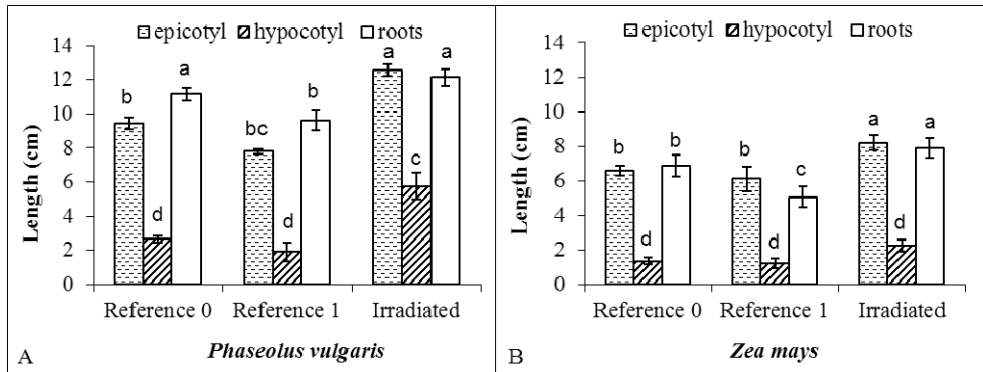 epicotyl hypocotyl roots
Length (cm)
14
12
10
8
6
4
2
0
b
d
a
bc
d
b
a
c
a
Reference 0 Reference 1 Irradiated
A
Phaseolus vulgaris
epicotyl hypocotyl roots
Length (cm)
14
12
10
8
6
4
2
0
b
d
b
b
d
c
a
d
a
Reference 0 Reference 1 Irradiated
B
Zea mays